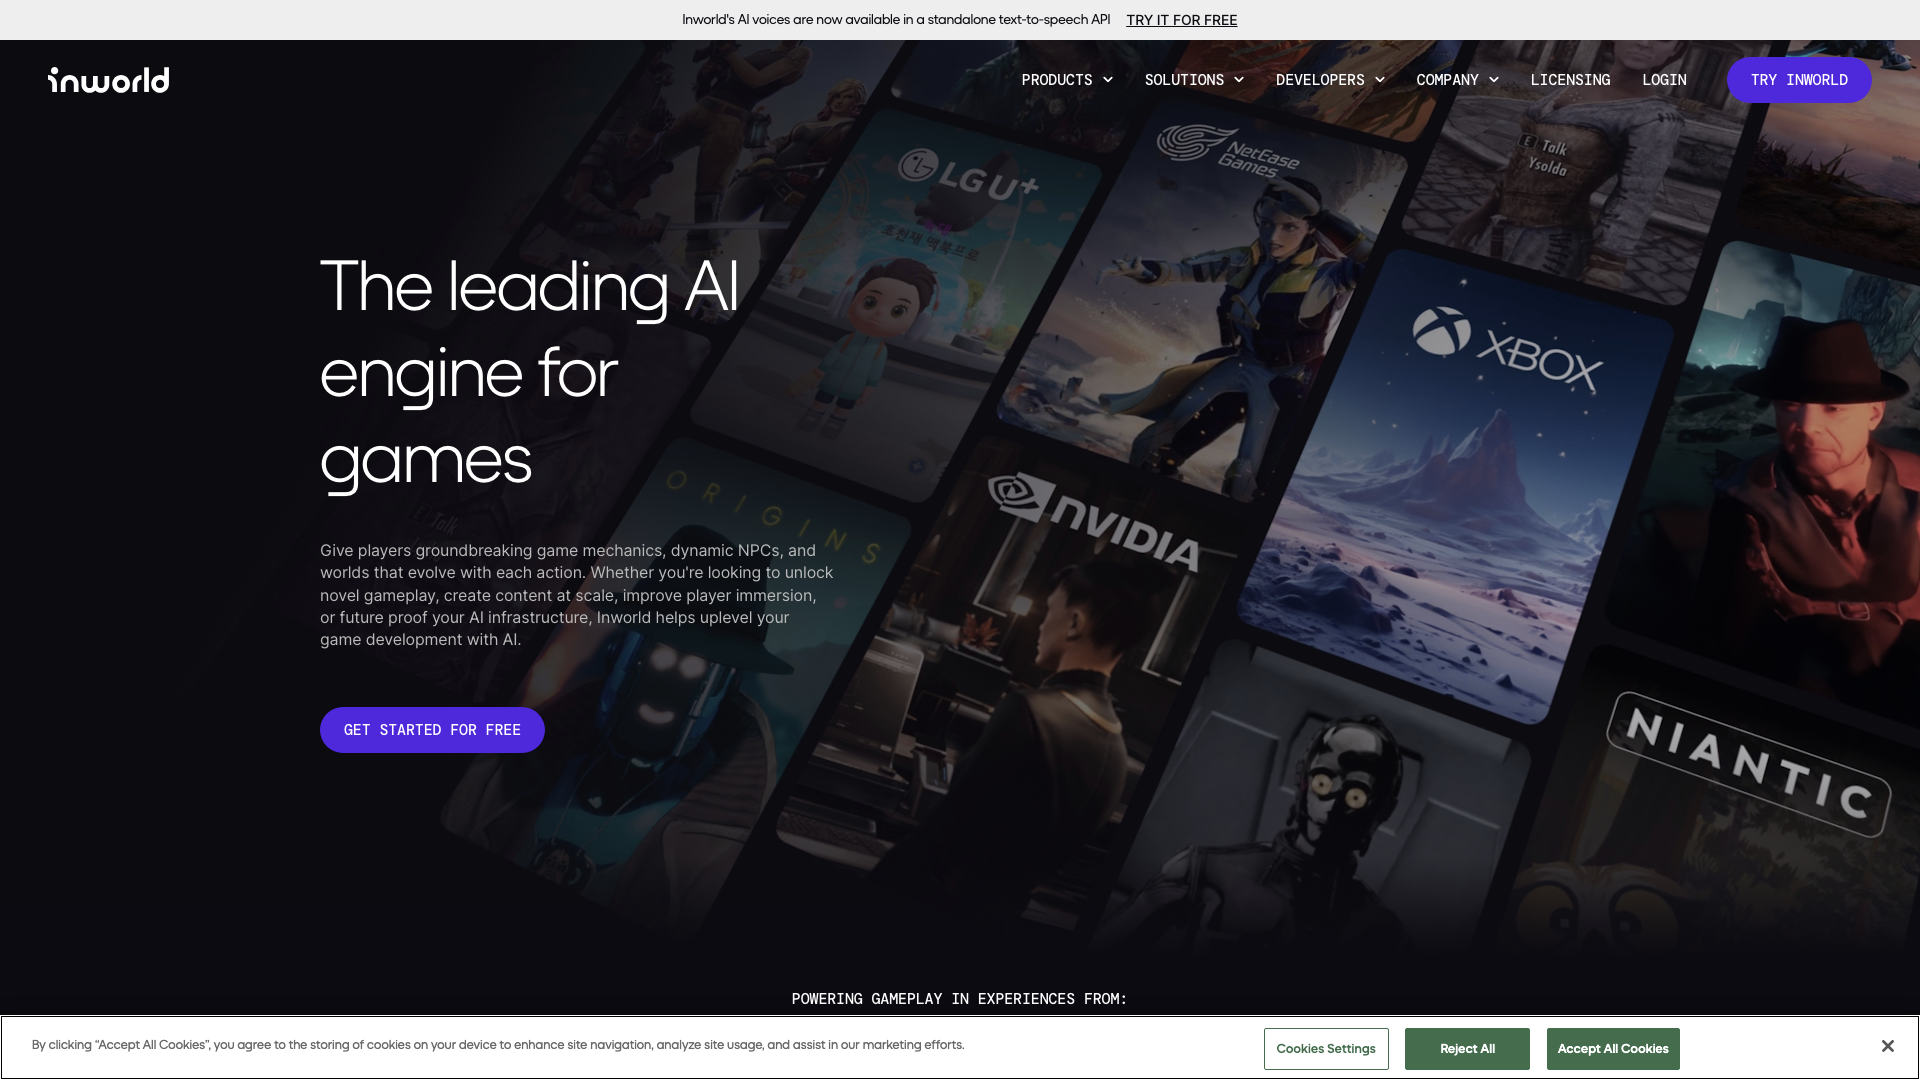 Inworld's AI voices are now available in a standalone text-to-speech API TRY IT FOR FREE
inworld
PRODUCTS SOLUTIONS DEVELOPERS COMPANY LICENSING LOGIN TRY INWORLD
LG U+
NetEase
Games
E Talk
Ysolda
XBOX
The leading AI
engine for
games
ORIGINS
NVIDIA
E Talk
Give players groundbreaking game mechanics, dynamic NPCs, and
worlds that evolve with each action. Whether you're looking to unlock
novel gameplay, create content at scale, improve player immersion,
or future proof your AI infrastructure, Inworld helps uplevel your
game development with AI.
GET STARTED FOR FREE
NIANTIC
POWERING GAMEPLAY IN EXPERIENCES FROM:
By clicking “Accept All Cookies”, you agree to the storing of cookies on your device to enhance site navigation, analyze site usage, and assist in our marketing efforts.
Cookies Settings
Reject All
Accept All Cookies